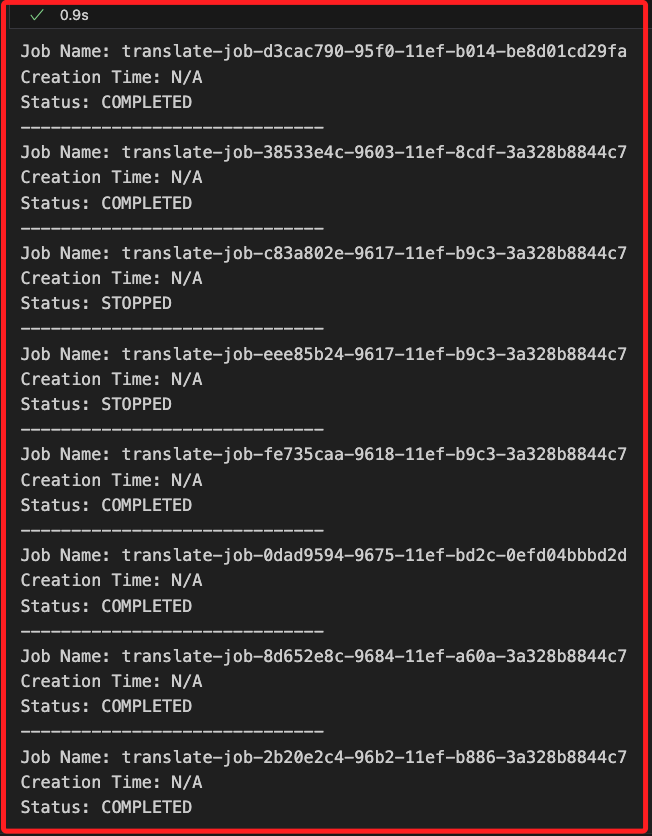 0.9s
Job Name: translate-job-d3cac790-95f0-11ef-b014-be8d01cd29fa
Creation Time: N/A
Status: COMPLETED
------------------------------
Job Name: translate-job-38533e4c-9603-11ef-8cdf-3a328b8844c7
Creation Time: N/A
Status: COMPLETED
------------------------------
Job Name: translate-job-c83a802e-9617-11ef-b9c3-3a328b8844c7
Creation Time: N/A
Status: STOPPED
------------------------------
Job Name: translate-job-eee85b24-9617-11ef-b9c3-3a328b8844c7
Creation Time: N/A
Status: STOPPED
------------------------------
Job Name: translate-job-fe735caa-9618-11ef-b9c3-3a328b8844c7
Creation Time: N/A
Status: COMPLETED
------------------------------
Job Name: translate-job-0dad9594-9675-11ef-bd2c-0efd04bbbd2d
Creation Time: N/A
Status: COMPLETED
------------------------------
Job Name: translate-job-8d652e8c-9684-11ef-a60a-3a328b8844c7
Creation Time: N/A
Status: COMPLETED
------------------------------
Job Name: translate-job-2b20e2c4-96b2-11ef-b886-3a328b8844c7
Creation Time: N/A
Status: COMPLETED